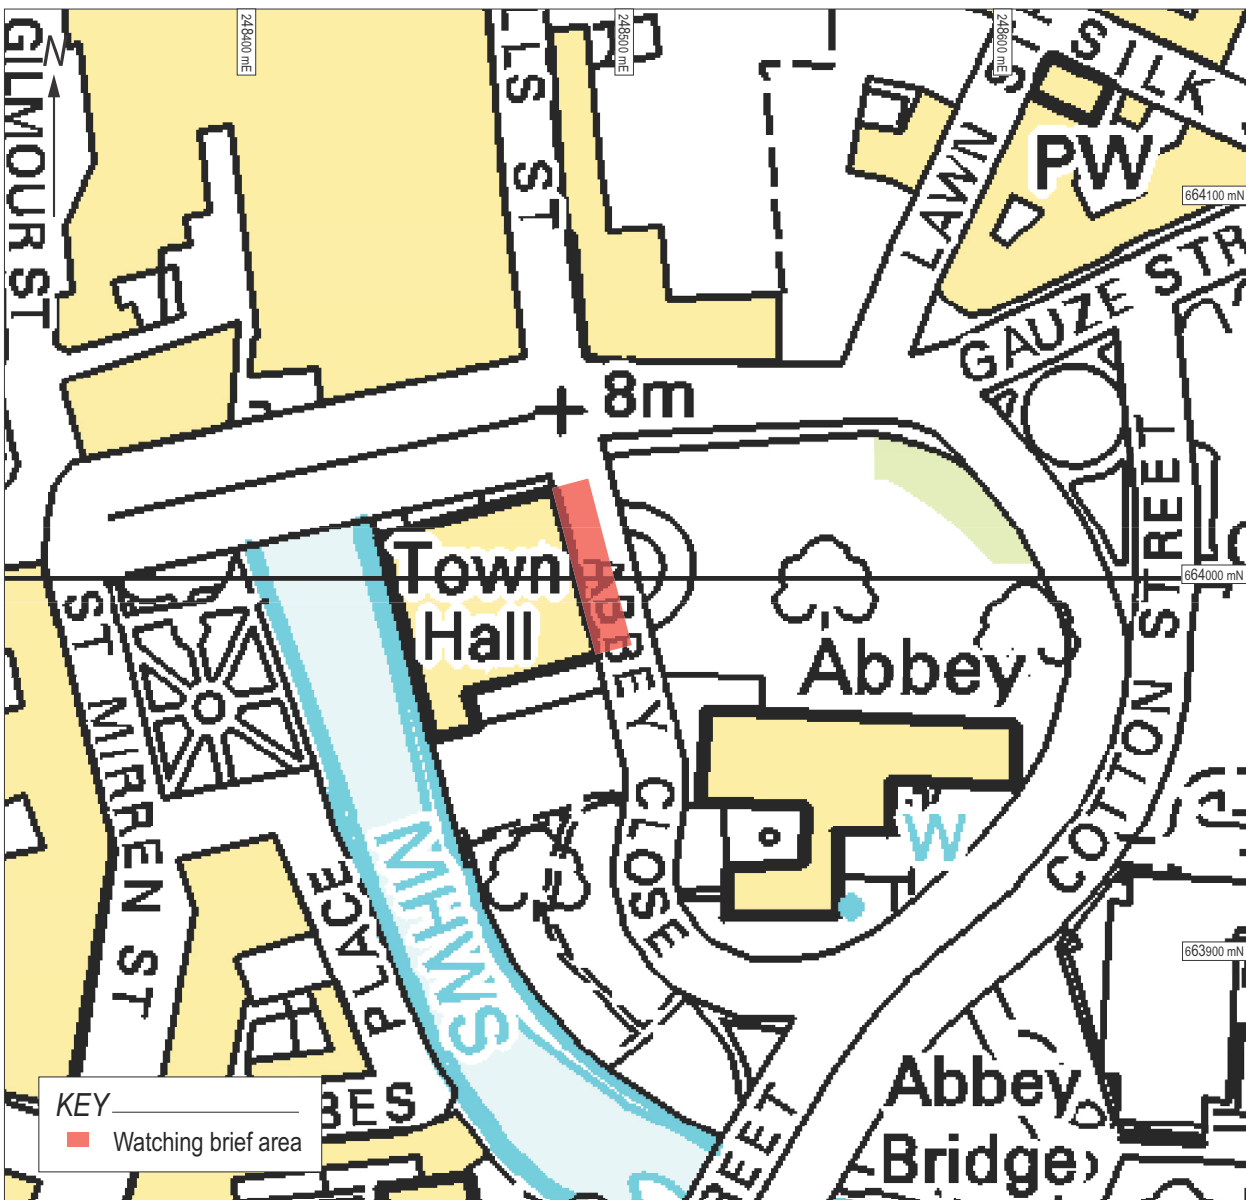 248400 mE
248500 mE
248600 mE
N
GILMOUR ST
LLS ST
LAWN ST
SILK
PW
664100 mN
GAUZE STR
8m
STREET
Town
Hall
664000 mN
ABBEY CLOSE
Abbey
ST MIRREN ST
COTTON
W
MHWS
PLACE
663900 mN
Abbey
Bridge
KEY
Watching brief area
BES
REET